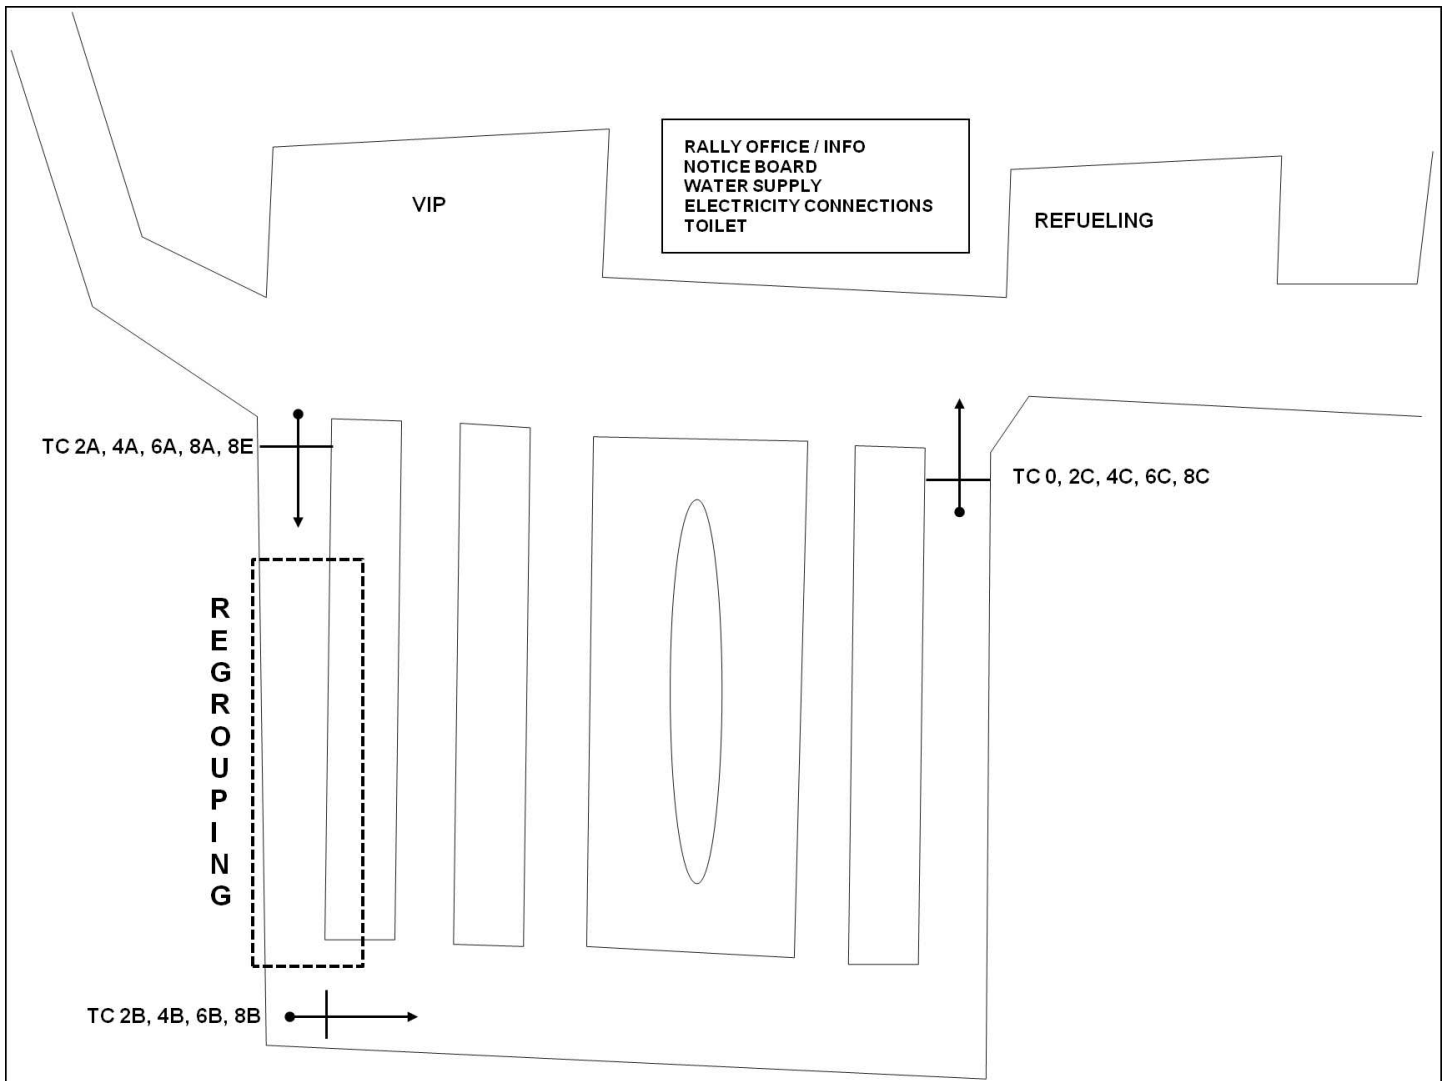 RALLY OFFICE / INFO
NOTICE BOARD
WATER SUPPLY
ELECTRICITY CONNECTIONS
TOILET
VIP
REFUELING
TC 2A, 4A, 6A, 8A, 8E
TC 0, 2C, 4C, 6C, 8C
REGROUPING
TC 2B, 4B, 6B, 8B